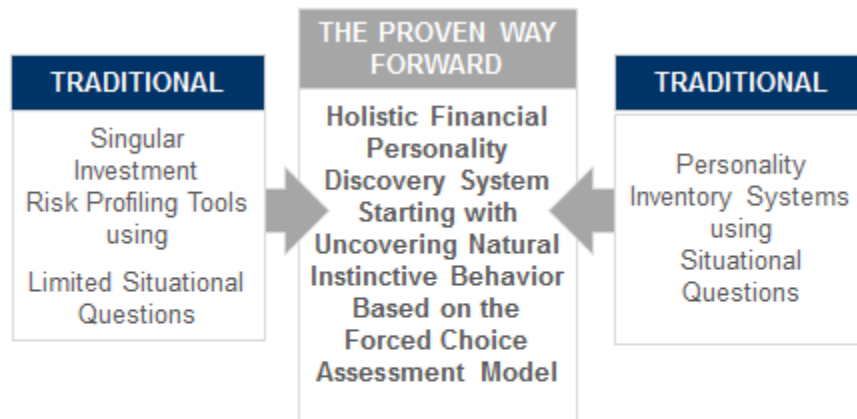 TRADITIONAL
Singular
Investment
Risk Profiling Tools
using
Limited Situational
Questions
THE PROVEN WAY
FORWARD
Holistic Financial
Personality
Discovery System
Starting with
Uncovering Natural
Instinctive Behavior
Based on the
Forced Choice
Assessment Model
TRADITIONAL
Personality
Inventory Systems
using
Situational
Questions